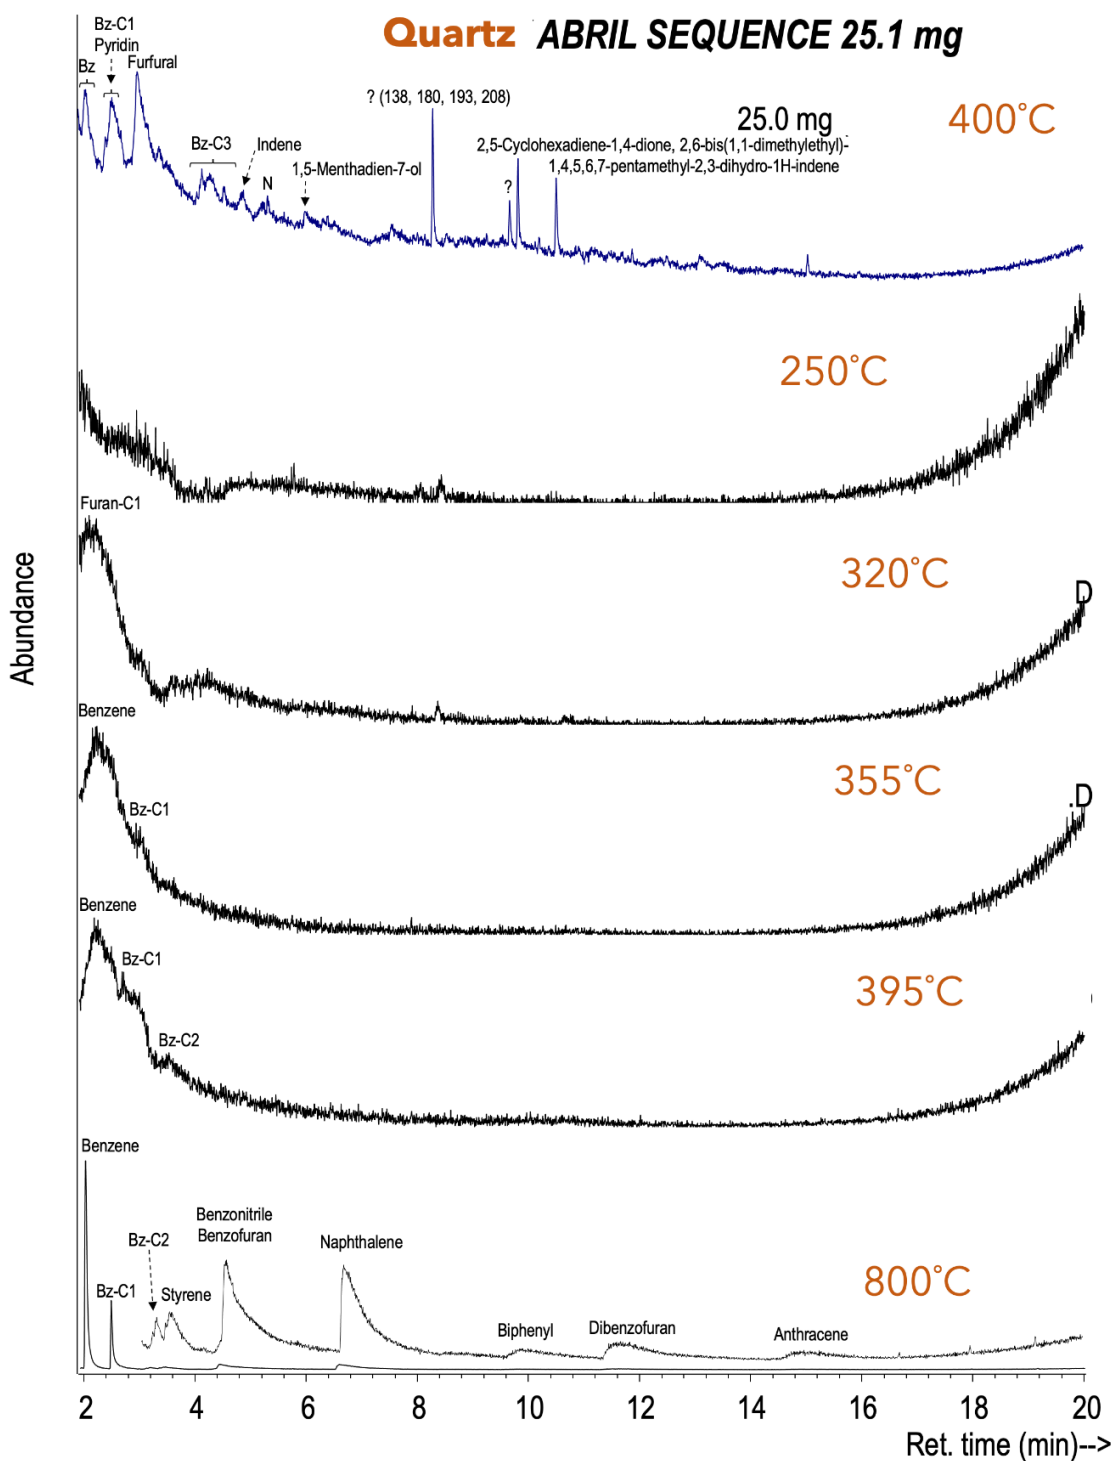 Quartz ABRIL SEQUENCE 25.1 mg
Bz-C1
Pyridin
Bz
Furfural
? (138, 180, 193, 208)
25.0 mg
400°C
2,5-Cyclohexadiene-1,4-dione, 2,6-bis(1,1-dimethylethyl)-
1,4,5,6,7-pentamethyl-2,3-dihydro-1H-indene
Bz-C3
Indene
1,5-Menthadien-7-ol
N
?
250°C
Furan-C1
320°C
D
Abundance
Benzene
355°C
.D
Bz-C1
Benzene
Bz-C1
395°C
Bz-C2
Benzene
Benzonitrile
Benzofuran
Bz-C2
Naphthalene
Bz-C1
Styrene
800°C
Biphenyl
Dibenzofuran
Anthracene
2 4 6 8 10 12 14 16 18 20
Ret. time (min)-->